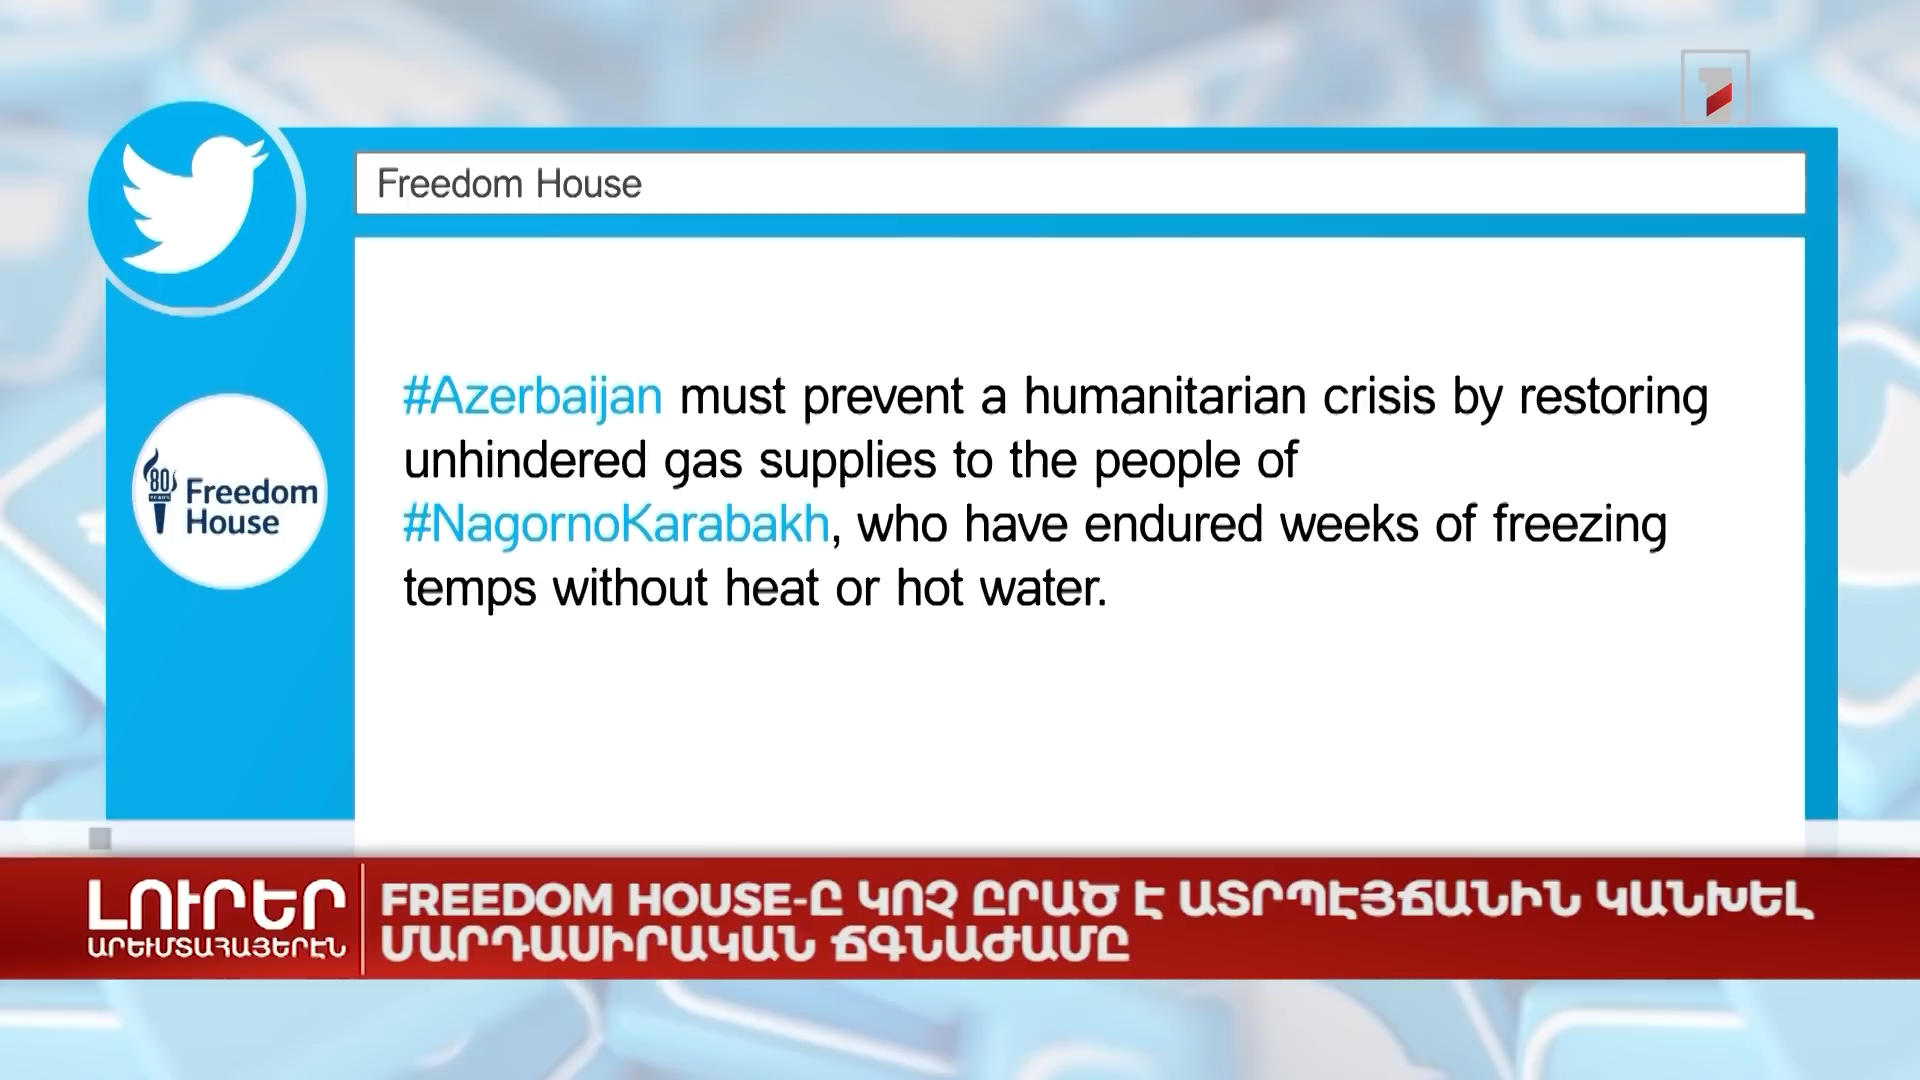 Freedom House
#Azerbaijan must prevent a humanitarian crisis by restoring
unhindered gas supplies to the people of
#NagornoKarabakh, who have endured weeks of freezing
temps without heat or hot water.
80
YEARS
Freedom
House
ԼՈՒՐԵՐ
ԱՐԵՒՄՏԱՀԱՅԵՐԷՆ
FREEDOM HOUSE-Ը ԿՈՉ ԸՐԱԾ Է ԱՏՐՊԷՅՃԱՆԻՆ ԿԱՆԽԵԼ
ՄԱՐԴԱՍԻՐԱԿԱՆ ՃԳՆԱԺԱՄԸ